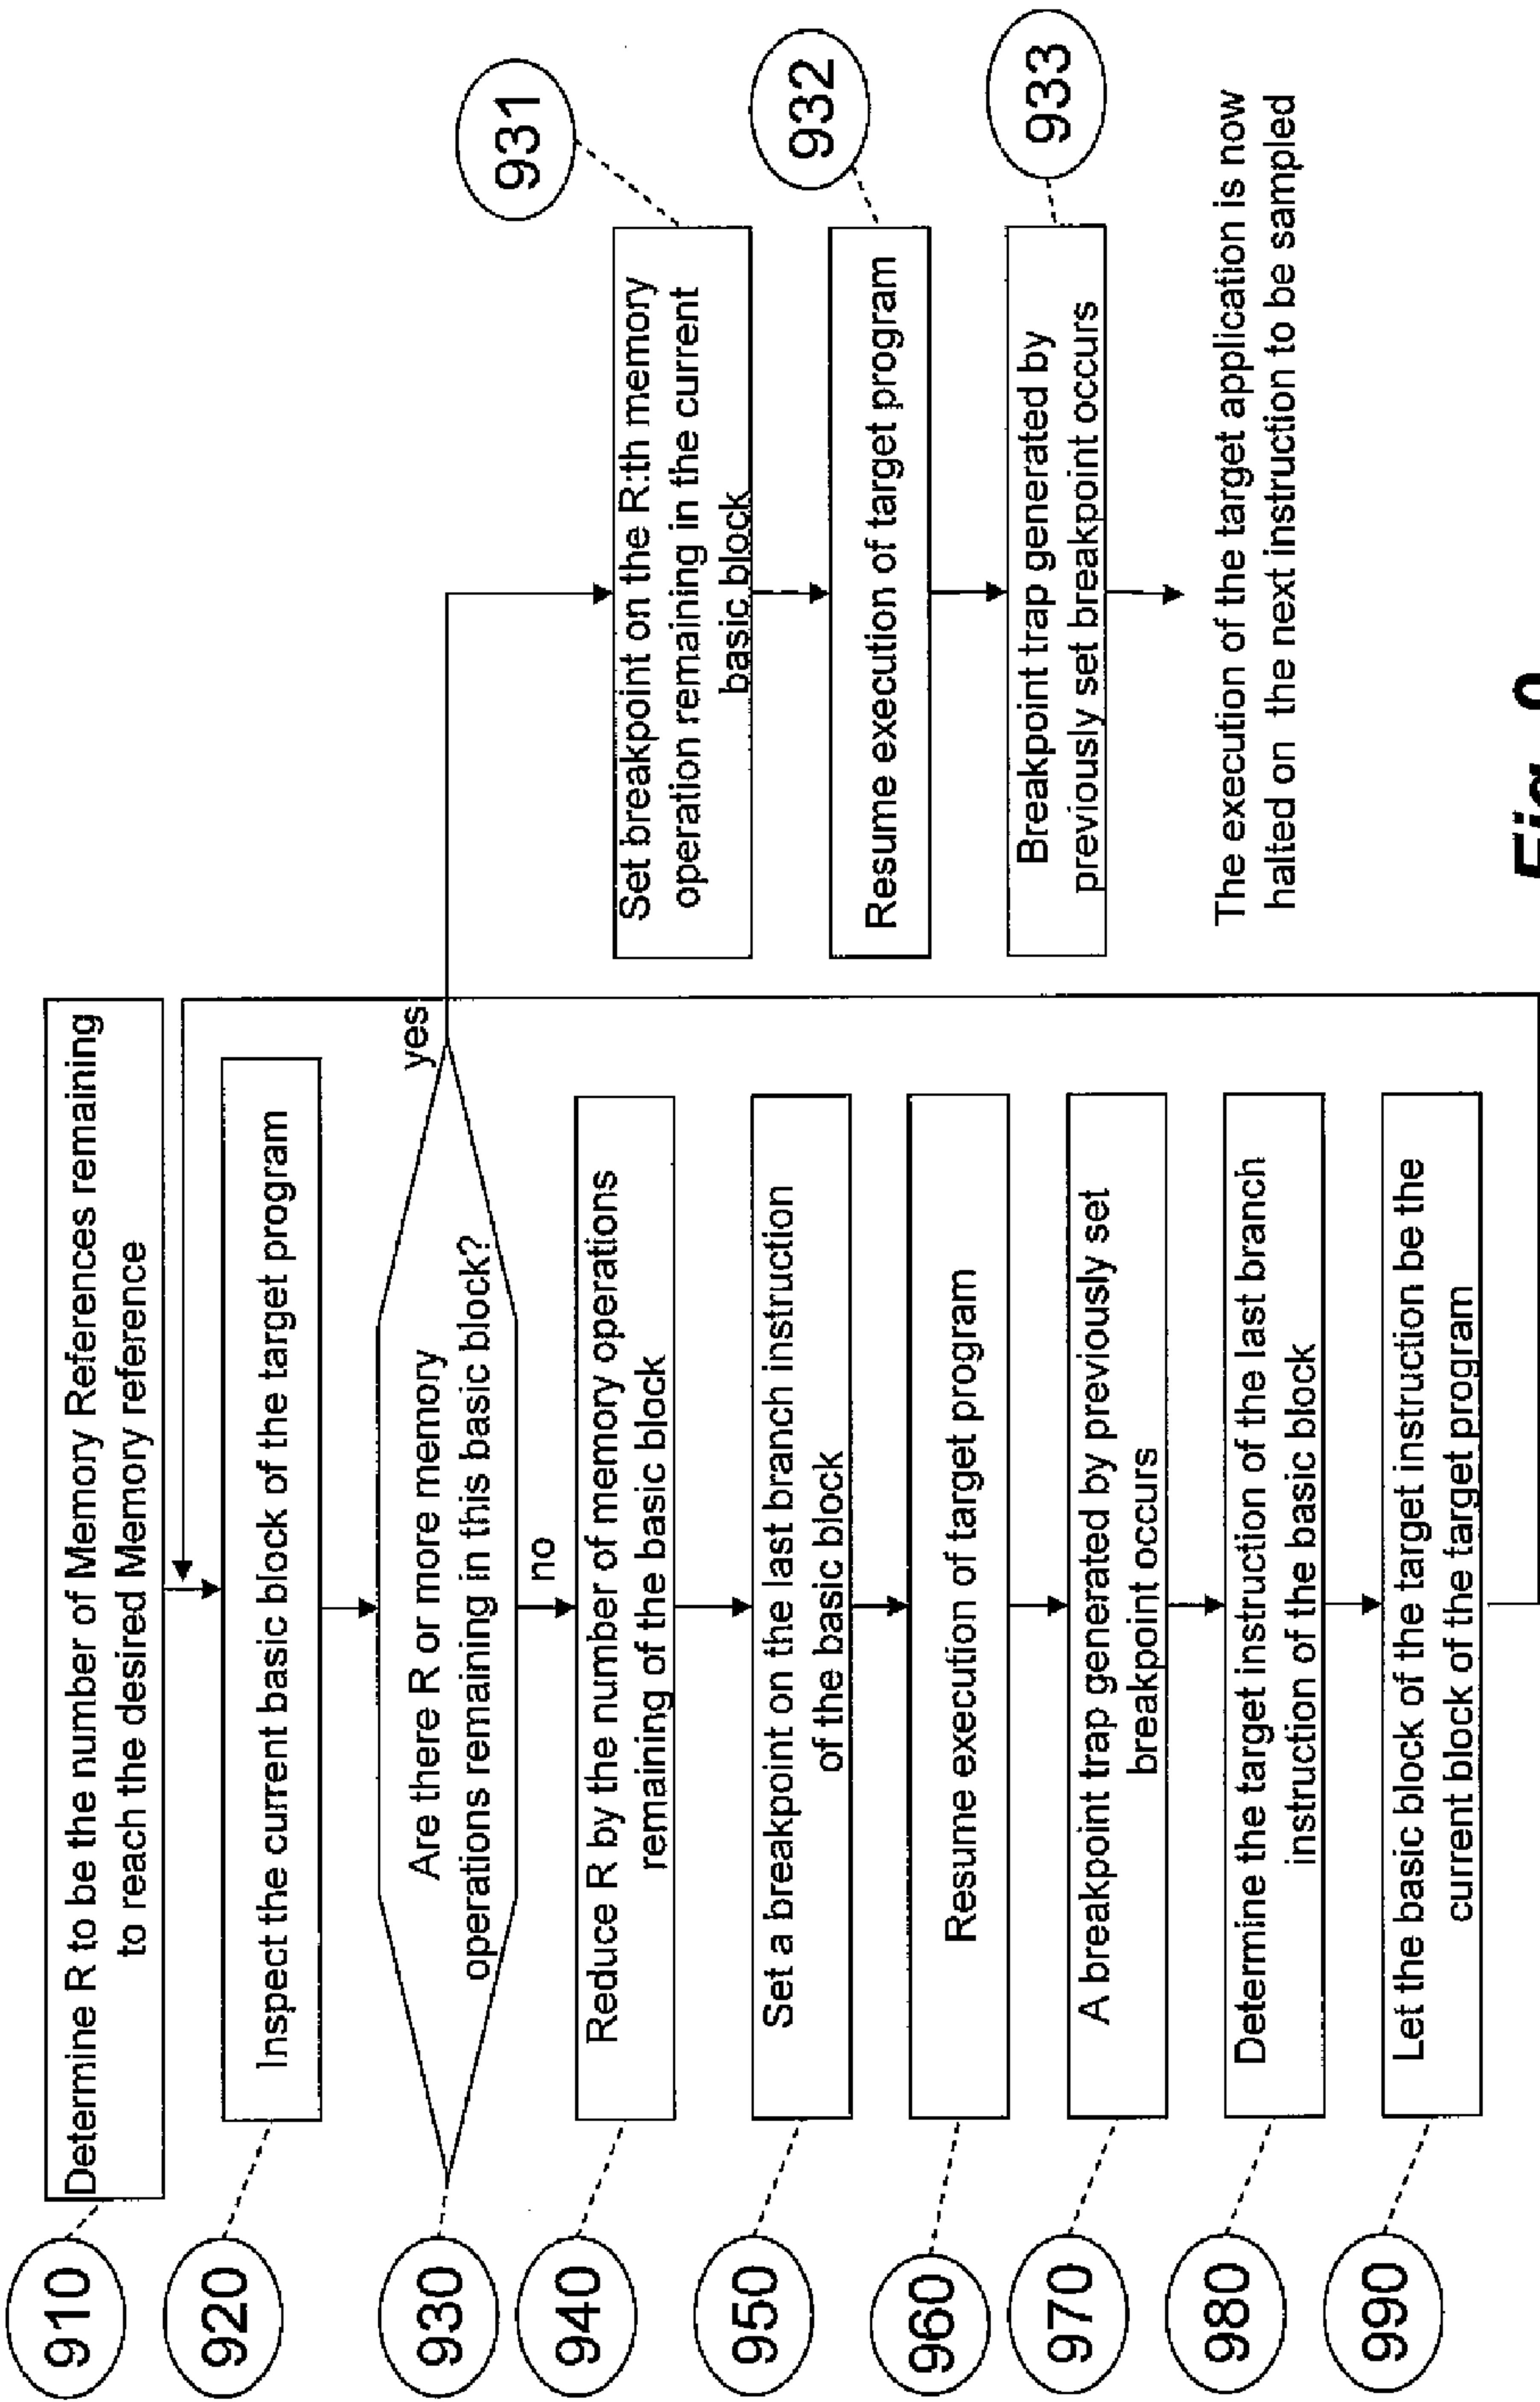 910
Determine R to be the number of Memory References remaining
to reach the desired Memory reference
920
Inspect the current basic block of the target program
930
Are there R or more memory
operations remaining in this basic block?
yes
no
931
Set breakpoint on the R:th memory
operation remaining in the current
basic block
932
Resume execution of target program
933
Breakpoint trap generated by
previously set breakpoint occurs
The execution of the target application is now
halted on the next instruction to be sampled
940
Reduce R by the number of memory operations
remaining of the basic block
950
Set a breakpoint on the last branch instruction
of the basic block
960
Resume execution of target program
970
A breakpoint trap generated by previously set
breakpoint occurs
980
Determine the target instruction of the last branch
instruction of the basic block
990
Let the basic block of the target instruction be the
current block of the target program